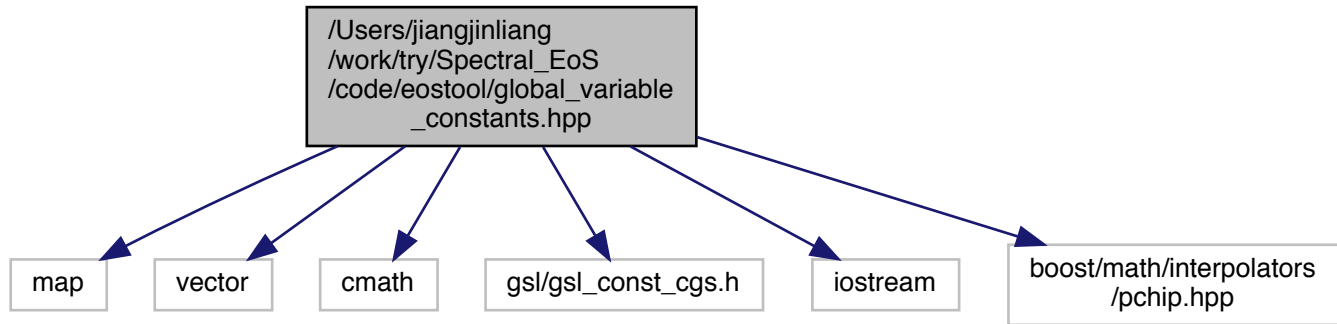 /Users/jiangjinliang
/work/try/Spectral_EoS
/code/eostool/global_variable
_constants.hpp
map
vector
cmath
gsl/gsl_const_cgs.h
iostream
boost/math/interpolators
/pchip.hpp